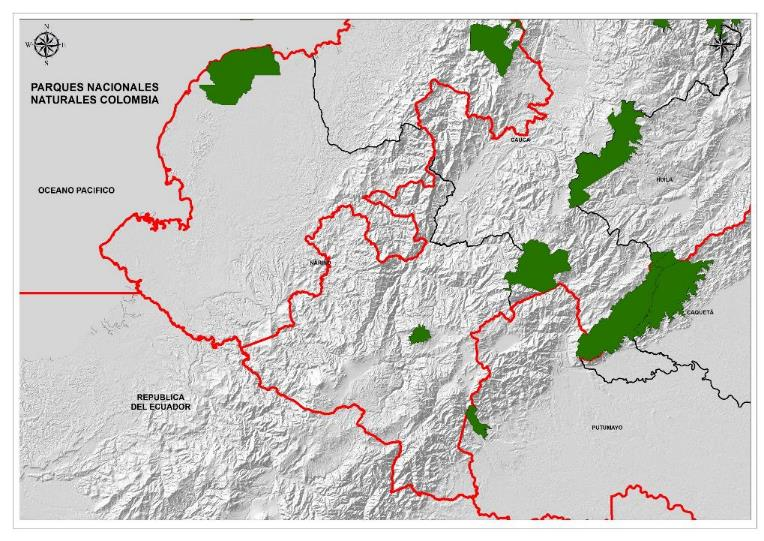 N
W E
S
PARQUES NACIONALES
NATURALES COLOMBIA
CAUCA
HUILA
OCEANO PACIFICO
NARIÑO
CAQUETÁ
REPUBLICA
DEL ECUADOR
PUTUMAYO